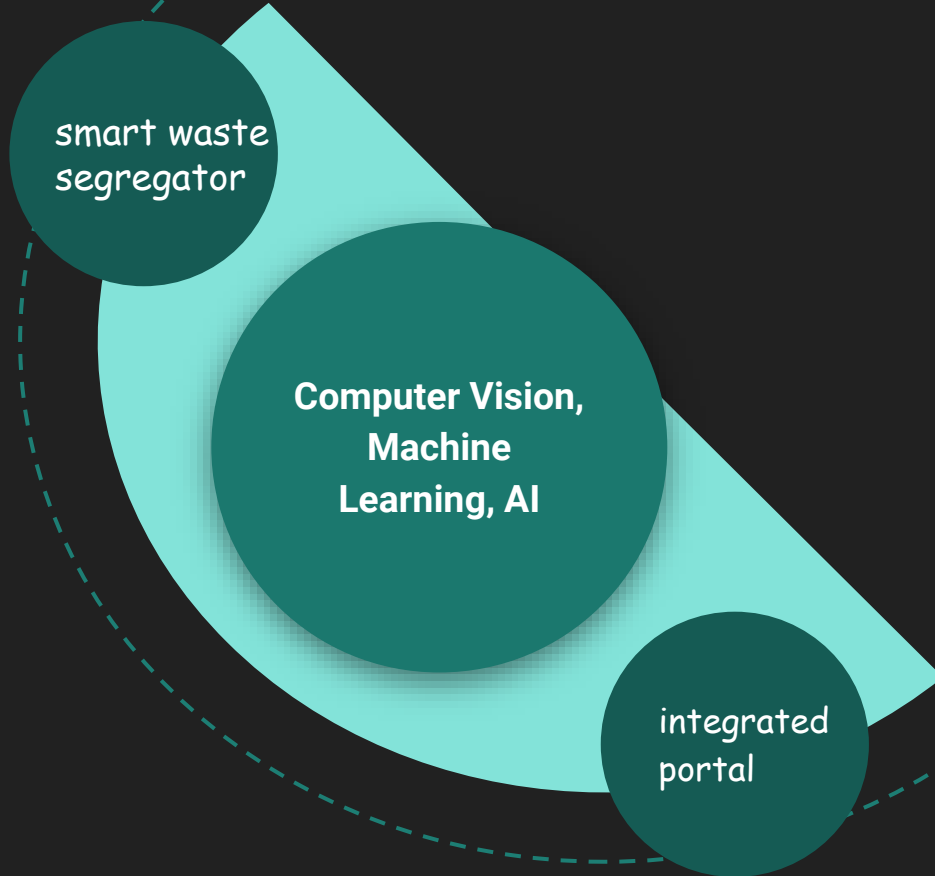 smart waste
segregator
Computer Vision,
Machine
Learning, AI
integrated
portal